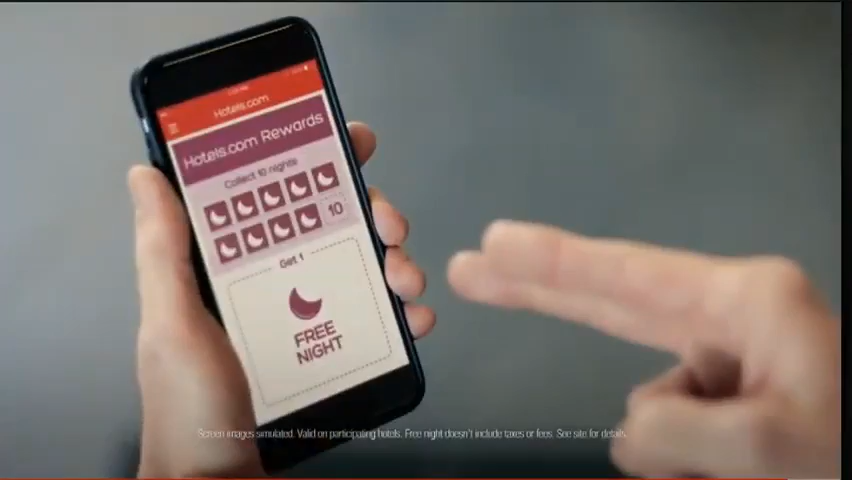 Hotels.com
Hotels.com Rewards
Collect 10 nights
10
Get 1
FREE
NIGHT
Screen images simulated. Valid on participating hotels. Free night doesn't include taxes or fees. See site for details.